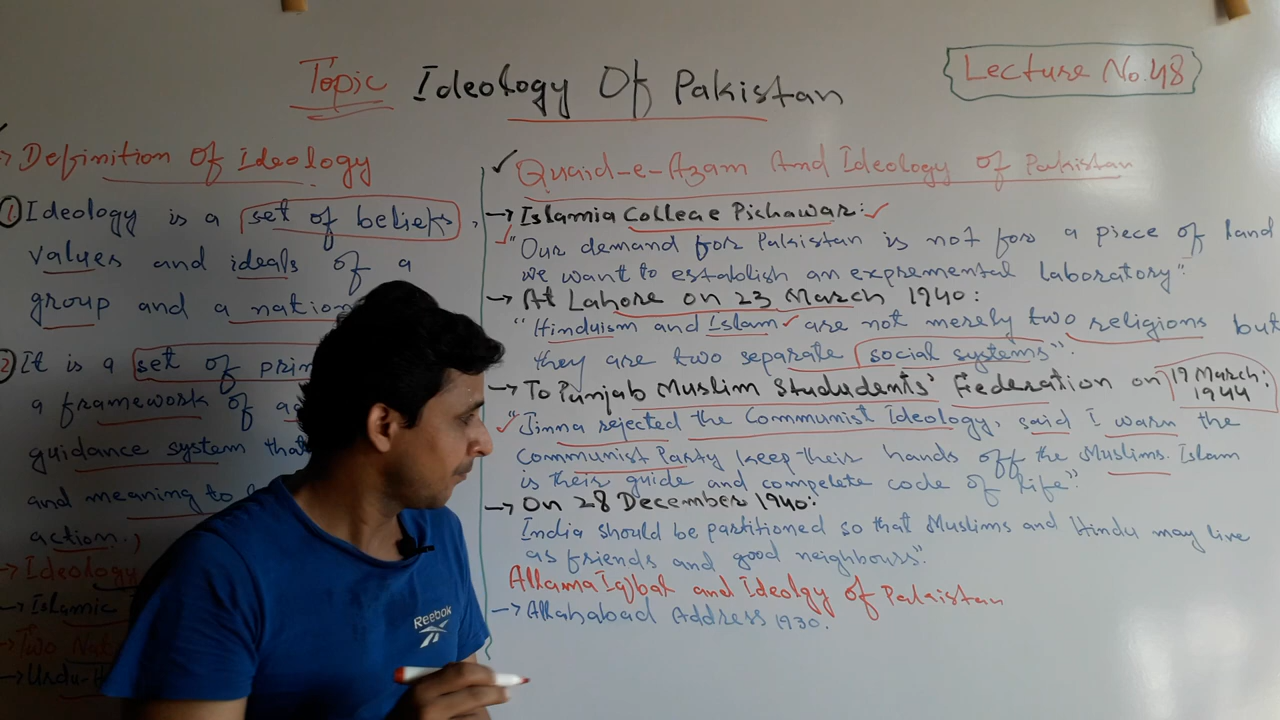 Topic Ideology Of Pakistan
Lecture No.48
→ Definition Of Ideology
① Ideology is a set of beliefs,
values and ideals of a
group and a nation
② It is a set of
a framework of
guidance system that
and meaning to
action.)
→ Ideology
→ Islamic
→ Two
→ Urdu-H
✓ Quaid-e-Azam And Ideology of Pakistan
→ Islamia College Pishawar: ✓
"Our demand for Pakistan is not for a piece of land
we want to establish an expremental laboratory"
→ At Lahore on 23 March 1940:
"Hinduism and Islam ✓ are not merely two religions but
they are two separate social systems".
→ To Punjab Muslim Stududents' Federation on 19 March: 1944
✓ "Jinna rejected the Communist Ideology, said I warn the
Communist Party keep their hands off the Muslims. Islam
is their guide and compelete code of life".
→ On 28 December 1940:
India should be partitioned so that Muslims and Hindu may live
as friends and good neighbours"
Allama Iqbal and Ideolgy of Pakistan
→ Allahabad Address 1930.
Reebok